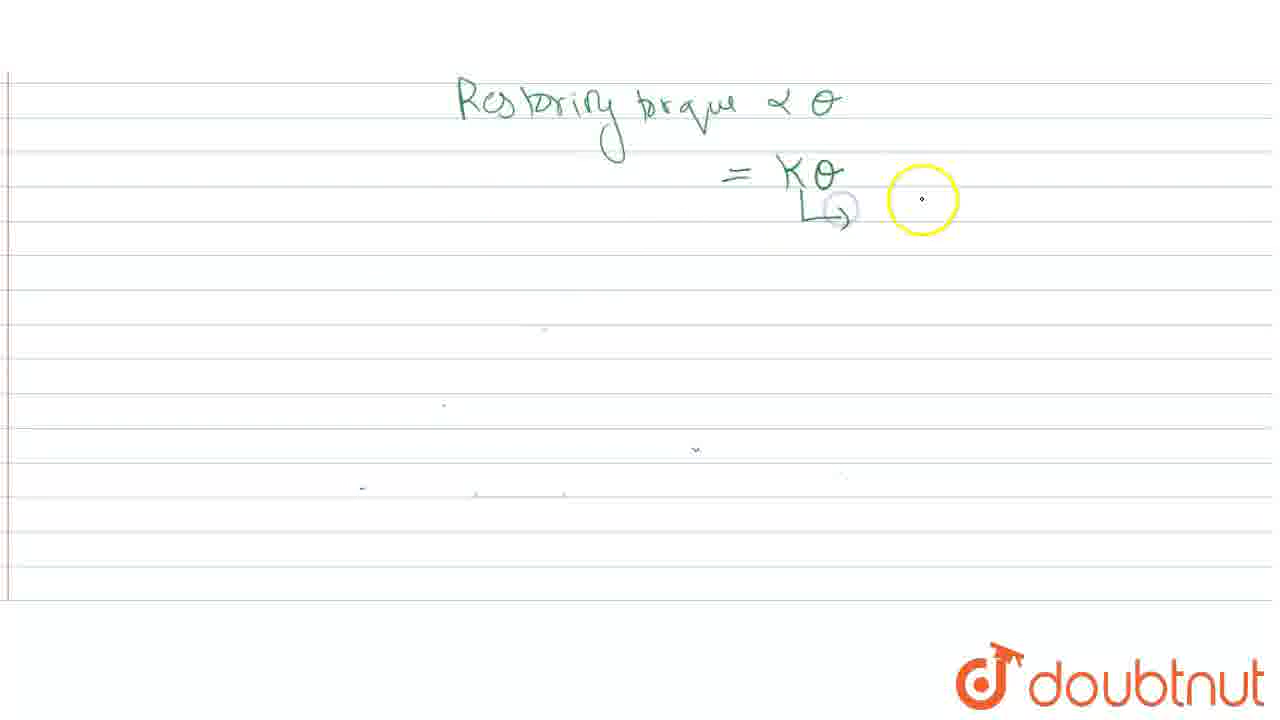 Restoring torque ∝ θ
= Kθ
doubtnut